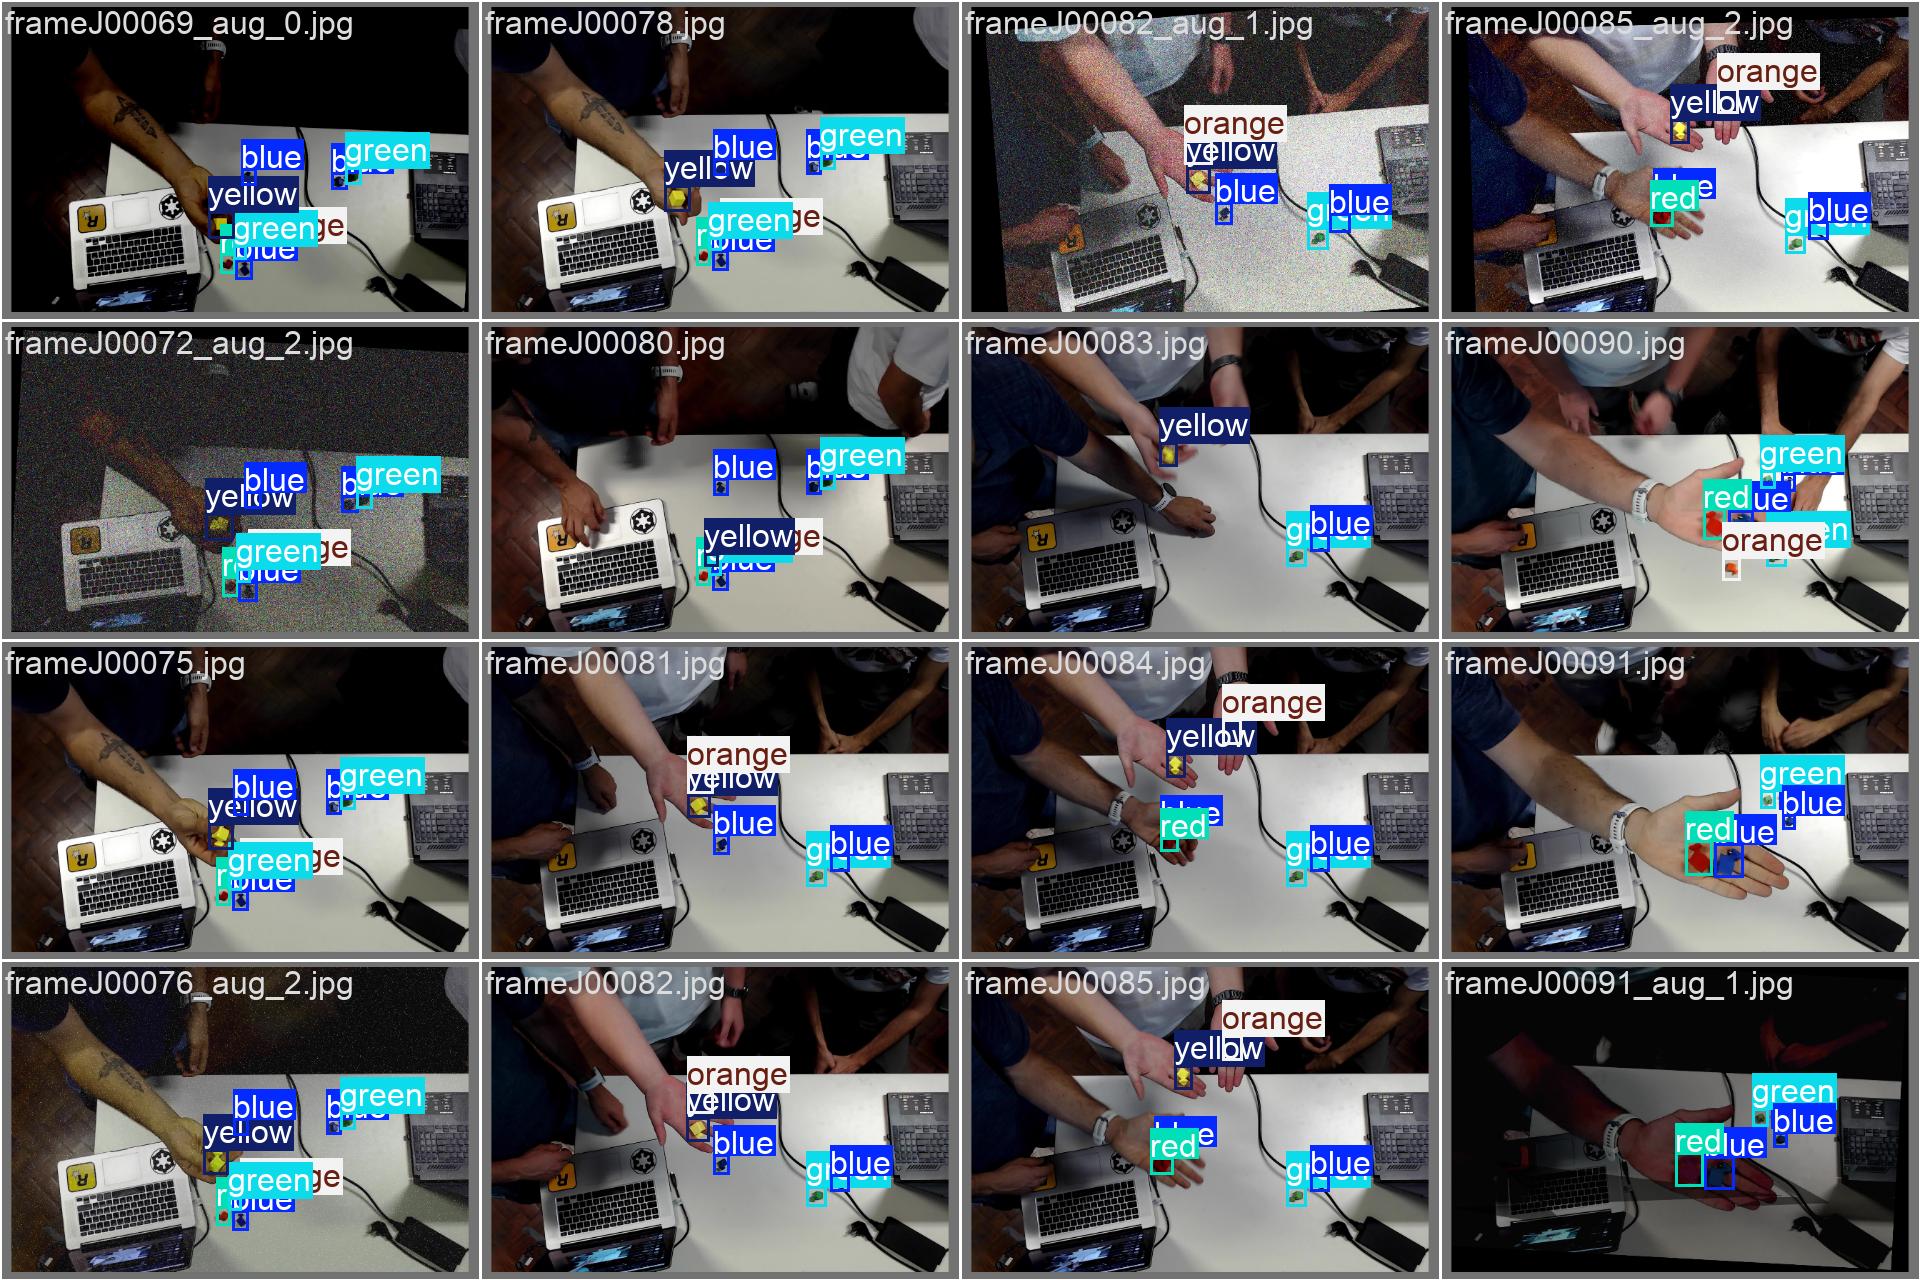 frameJ00069_aug_0.jpg
blue
green
yellow
green
blue
frameJ00078.jpg
blue
green
yellow
green
blue
frameJ00082_aug_1.jpg
orange
yellow
blue
blue
frameJ00085_aug_2.jpg
orange
yellow
red
blue
frameJ00072_aug_2.jpg
blue
green
yellow
green
blue
frameJ00080.jpg
blue
green
yellow
blue
frameJ00083.jpg
yellow
blue
frameJ00090.jpg
green
red
orange
frameJ00075.jpg
blue
green
yellow
green
blue
frameJ00081.jpg
orange
yellow
blue
blue
frameJ00084.jpg
orange
yellow
blue
red
blue
frameJ00091.jpg
green
blue
red
frameJ00076_aug_2.jpg
blue
green
yellow
green
blue
frameJ00082.jpg
orange
yellow
blue
blue
frameJ00085.jpg
orange
yellow
red
blue
frameJ00091_aug_1.jpg
green
blue
red